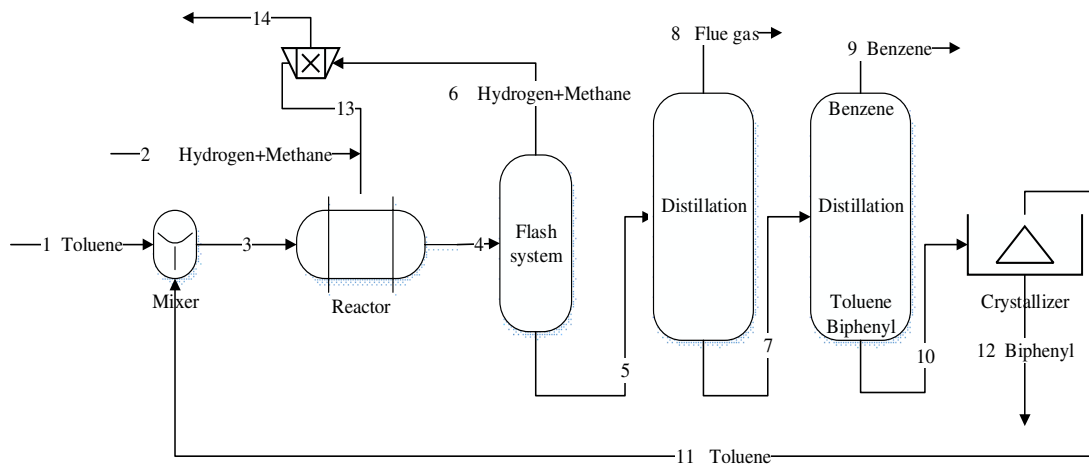 14
8 Flue gas
9 Benzene
6 Hydrogen+Methane
13
Benzene
2 Hydrogen+Methane
Distillation
Distillation
Flash
system
1 Toluene
3
4
Mixer
Reactor
Toluene
Biphenyl
Crystallizer
5
7
10
12 Biphenyl
11 Toluene